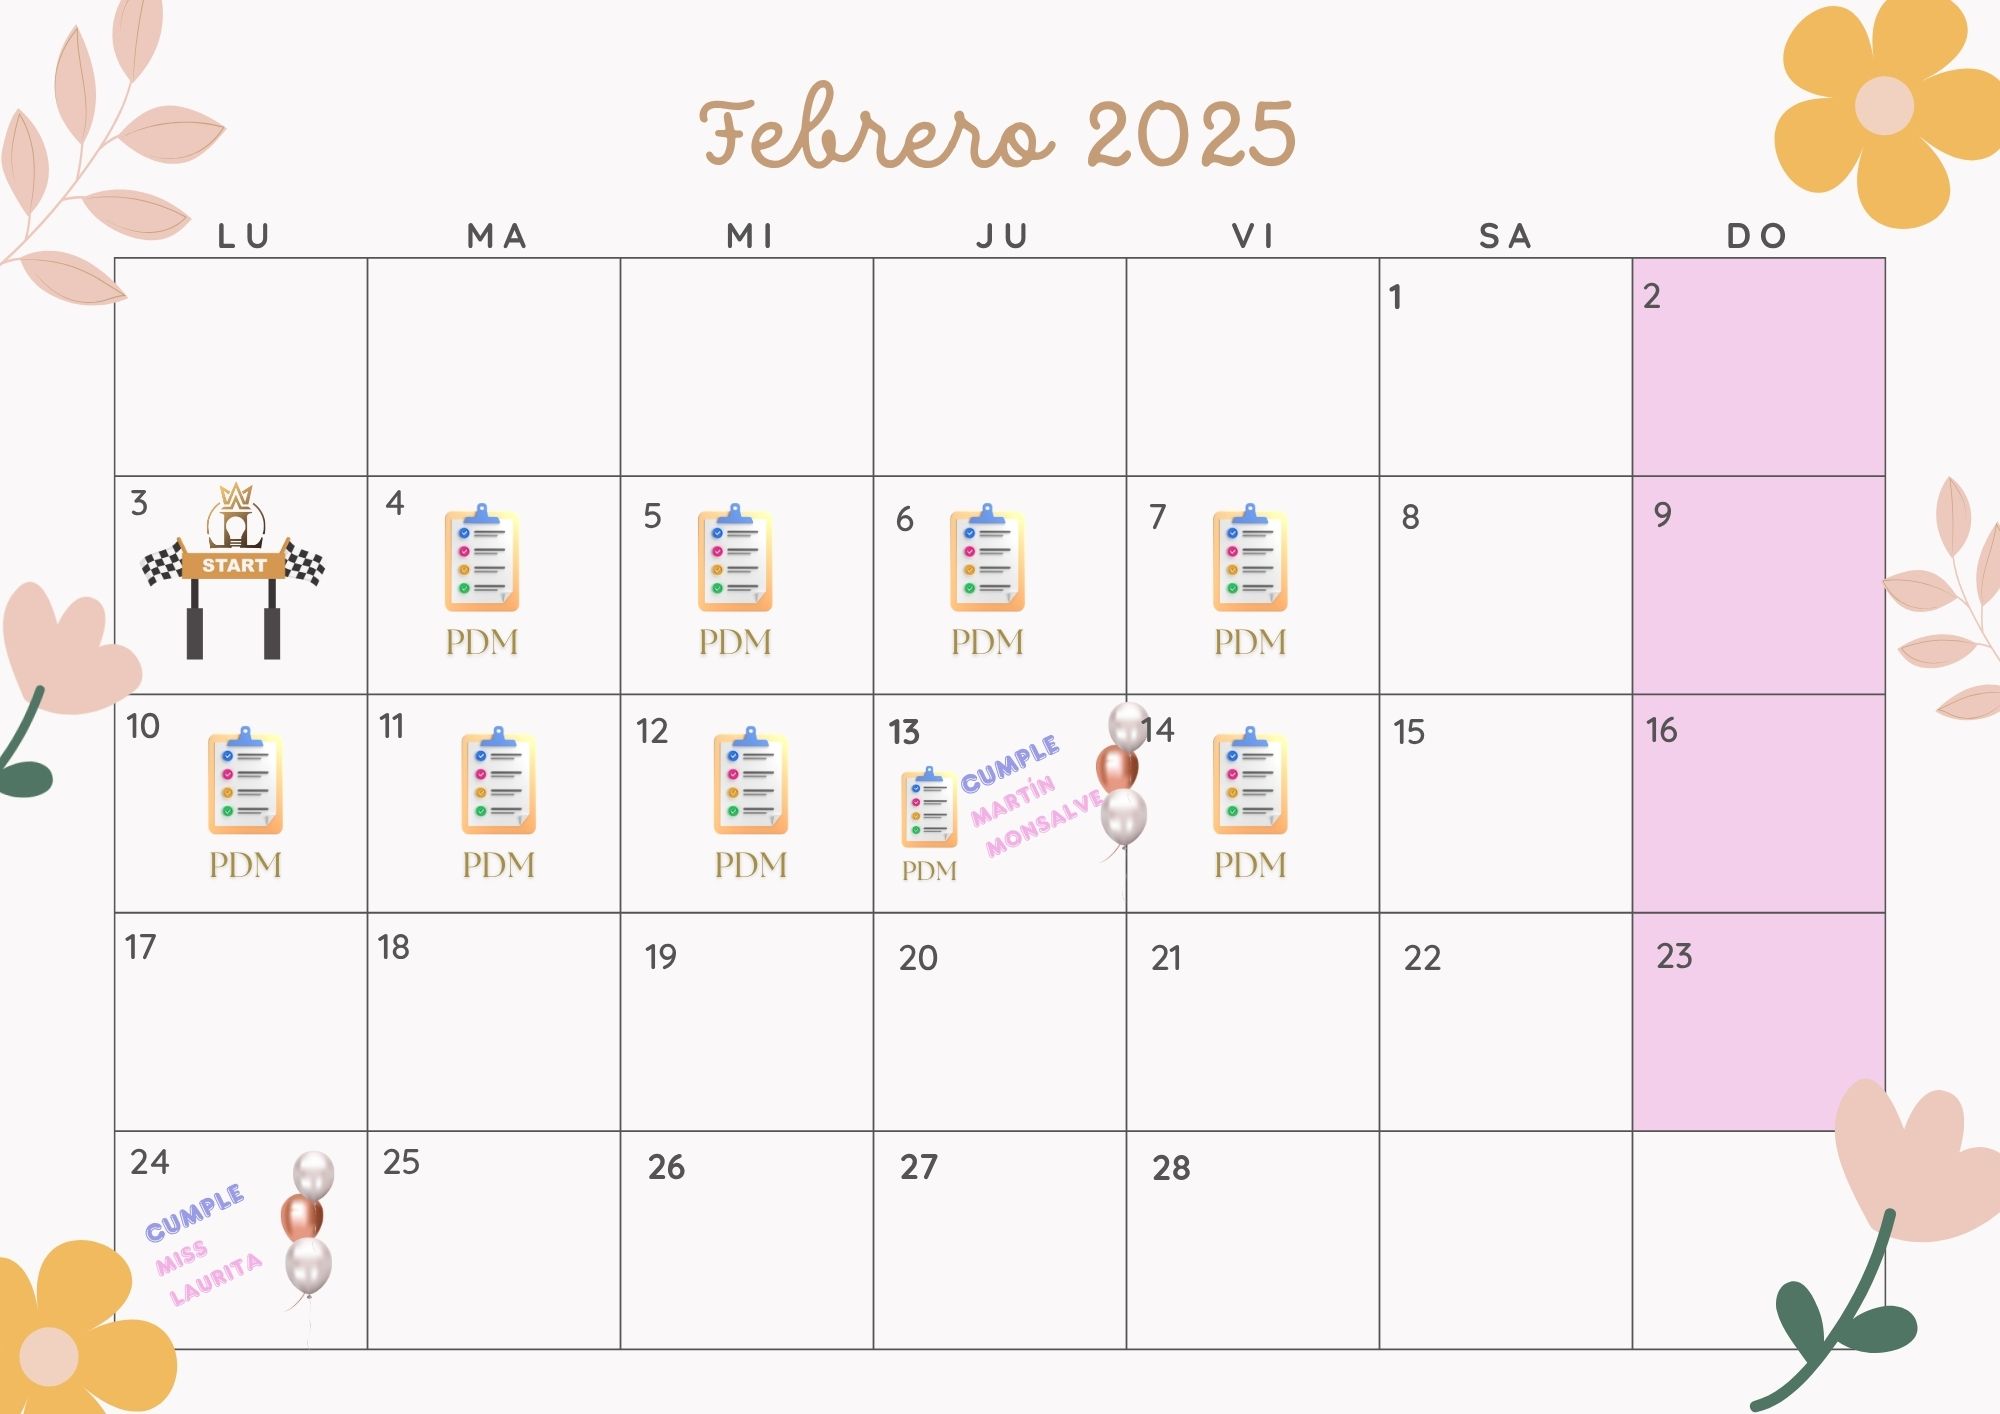 Febrero 2025
LU MA MI JU VI SA DO
1 2
3 4 5 6 7 8 9
START
PDM PDM PDM PDM
10 11 12 13 14 15 16
CUMPLE
MARTÍN
MONSALVE
PDM PDM PDM PDM PDM
17 18 19 20 21 22 23
24 25 26 27 28
CUMPLE
MISS
LAURITA